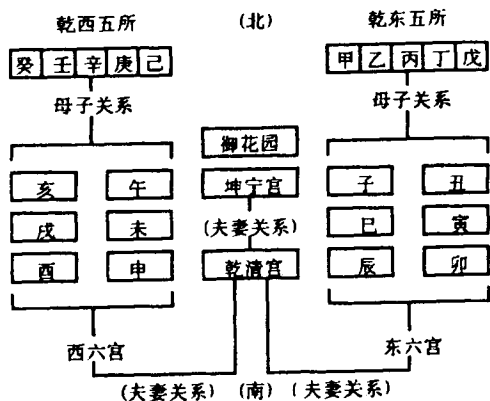 乾西五所 (北) 乾东五所
癸 壬 辛 庚 己 甲 乙 丙 丁 戊
母子关系 母子关系
御花园
亥 午 坤宁宫 子 丑
戌 未 (夫妻关系) 巳 寅
酉 申 乾清宫 辰 卯
西六宫 东六宫
(夫妻关系) (南) (夫妻关系)